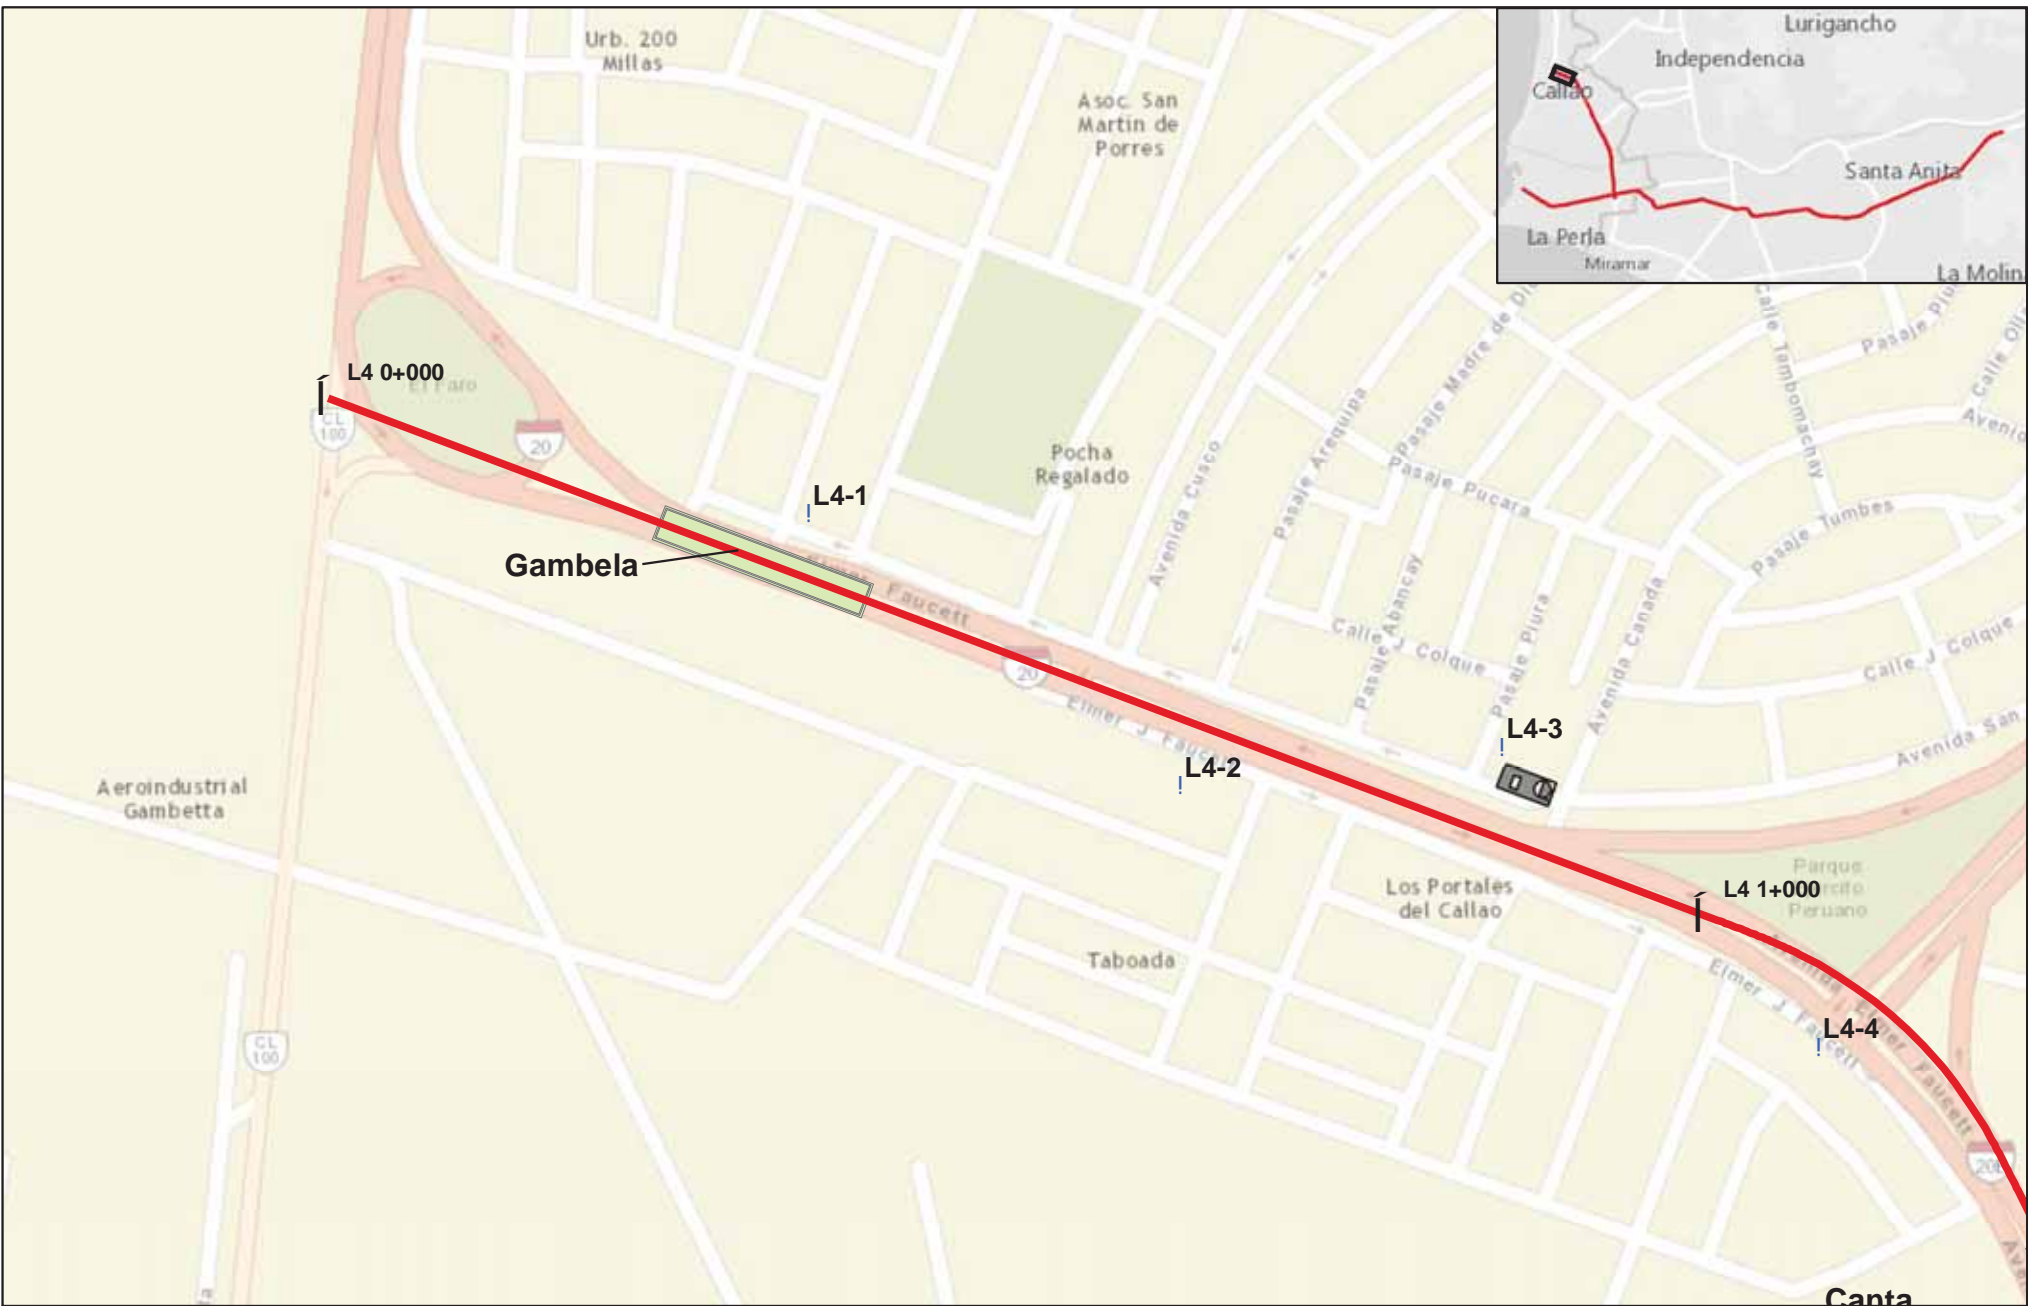 Urb. 200
Millas
Asoc. San
Martin de
Porres
Lurigancho
Independencia
Callao
Santa Anita
La Perla
Miramar
La Molin
L4 0+000
El Faro
CL
100
20
L4-1
Gambela
Faucett
Pocha
Regalado
Avenida Cusco
Pasaje Arequipa
Pasaje Madre de
Pasaje Pucara
Calle Tambomachay
Pasaje
Calle
Pasaje Tumbes
Pasaje Abancay
Calle J Colque
Pasaje Piura
Avenida Canada
Calle J Colque
Avenida San
20
Elmer J
L4-2
L4-3
Aeroindustrial
Gambetta
Los Portales
del Callao
Parque
Peruano
L4 1+000
Taboada
Elmer J Faucett
Elmer Faucett
L4-4
CL
100
Canta